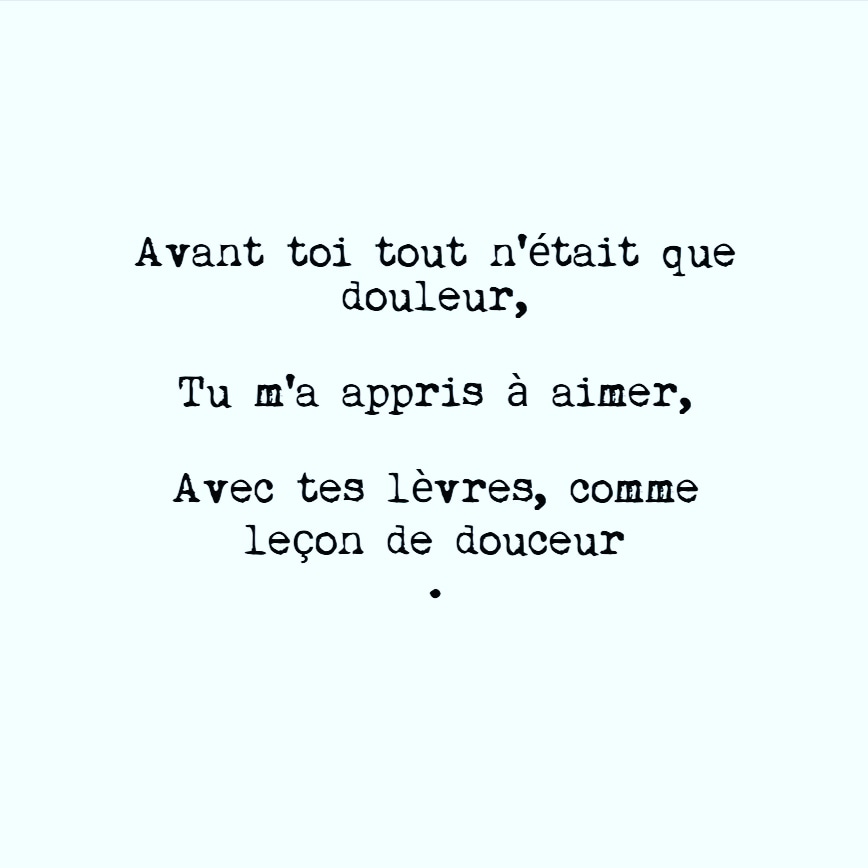 Avant toi tout n'était que
douleur,
Tu m'a appris à aimer,
Avec tes lèvres, comme
leçon de douceur
.